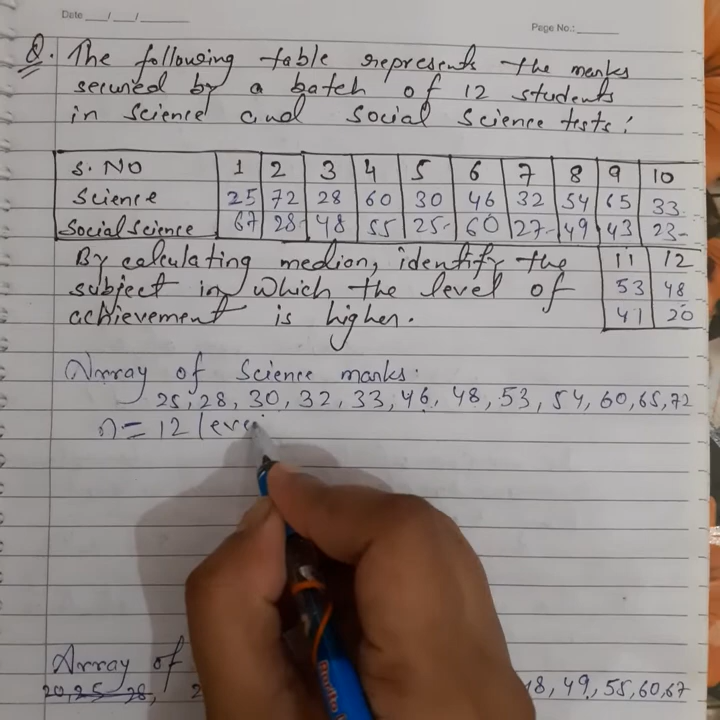 Date __/__/__
Page No.:
Q. The following table represents the marks
secured by a batch of 12 students
in Science and Social Science tests:
S. NO 1 2 3 4 5 6 7 8 9 10
Science 25 72 28 60 30 46 32 54 65 33
Social science 67 28 48 55 25 60 27 49 43 23
11 12
53 48
41 20
By calculating median, identify the
subject in which the level of
achievement is higher.
Array of Science marks:
25, 28, 30, 32, 33, 46, 48, 53, 54, 60, 65, 72
n = 12 (eve
Array of
20, 25, 28,
48, 49, 55, 60, 67